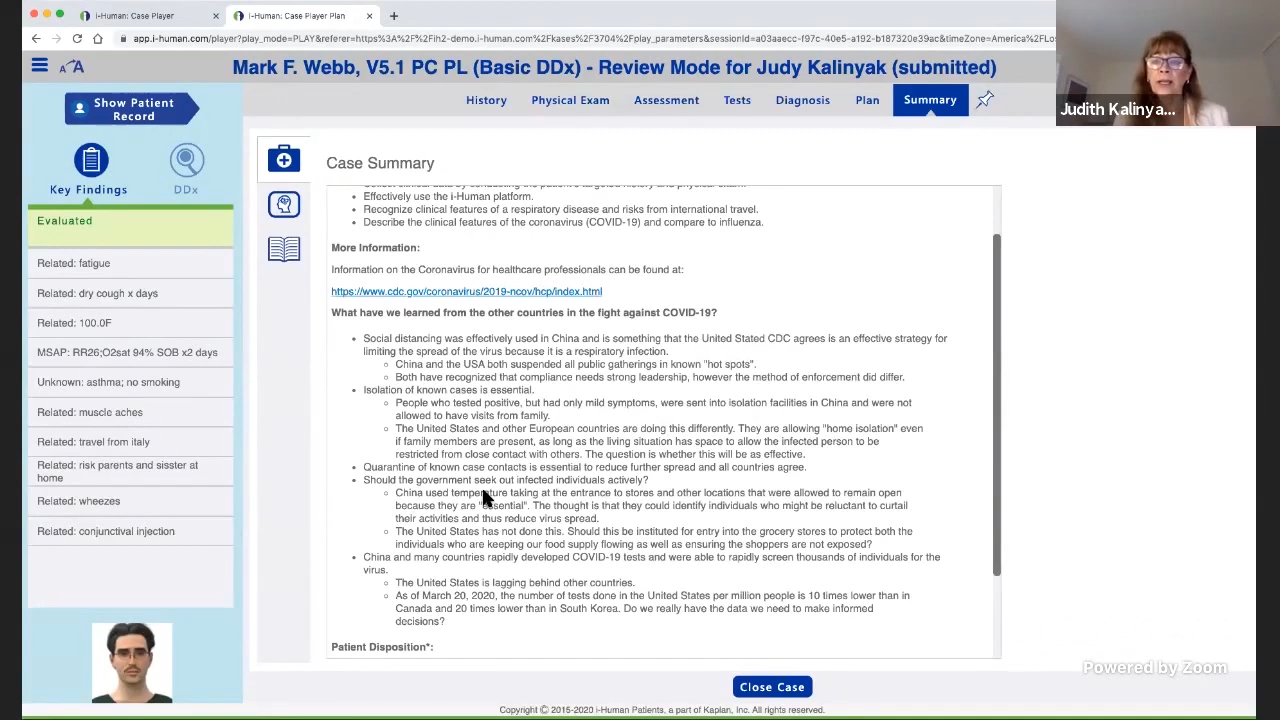 i-Human: Case Player
i-Human: Case Player Plan
app.i-human.com/player?play_mode=PLAY&referer=https%3A%2F%2Fih2-demo.i-human.com%2Fkases%2F3704%2Fplay_parameters&sessionId=a03aaecc-f97c-40e5-a192-b187320e39ac&timeZone=America%2FLos
Mark F. Webb, V5.1 PC PL (Basic DDx) - Review Mode for Judy Kalinyak (submitted)
Judith Kalinya...
Show Patient
Record
History
Physical Exam
Assessment
Tests
Diagnosis
Plan
Summary
Key Findings
DDx
Evaluated
Related: fatigue
Related: dry cough x days
Related: 100.0F
MSAP: RR26;O2sat 94% SOB x2 days
Unknown: asthma; no smoking
Related: muscle aches
Related: travel from italy
Related: risk parents and sisster at
home
Related: wheezes
Related: conjunctival injection
Case Summary
Collect clinical data by conducting the patient's targeted history and physical exam.
Effectively use the i-Human platform.
Recognize clinical features of a respiratory disease and risks from international travel.
Describe the clinical features of the coronavirus (COVID-19) and compare to influenza.
More Information:
Information on the Coronavirus for healthcare professionals can be found at:
https://www.cdc.gov/coronavirus/2019-ncov/hcp/index.html
What have we learned from the other countries in the fight against COVID-19?
Social distancing was effectively used in China and is something that the United Stated CDC agrees is an effective strategy for
limiting the spread of the virus because it is a respiratory infection.
China and the USA both suspended all public gatherings in known "hot spots".
Both have recognized that compliance needs strong leadership, however the method of enforcement did differ.
Isolation of known cases is essential.
People who tested positive, but had only mild symptoms, were sent into isolation facilities in China and were not
allowed to have visits from family.
The United States and other European countries are doing this differently. They are allowing "home isolation" even
if family members are present, as long as the living situation has space to allow the infected person to be
restricted from close contact with others. The question is whether this will be as effective.
Quarantine of known case contacts is essential to reduce further spread and all countries agree.
Should the government seek out infected individuals actively?
China used temperature taking at the entrance to stores and other locations that were allowed to remain open
because they are "essential". The thought is that they could identify individuals who might be reluctant to curtail
their activities and thus reduce virus spread.
The United States has not done this. Should this be instituted for entry into the grocery stores to protect both the
individuals who are keeping our food supply flowing as well as ensuring the shoppers are not exposed?
China and many countries rapidly developed COVID-19 tests and were able to rapidly screen thousands of individuals for the
virus.
The United States is lagging behind other countries.
As of March 20, 2020, the number of tests done in the United States per million people is 10 times lower than in
Canada and 20 times lower than in South Korea. Do we really have the data we need to make informed
decisions?
Patient Disposition*:
Powered by Zoom
Close Case
Copyright © 2015-2020 i-Human Patients, a part of Kaplan, Inc. All rights reserved.